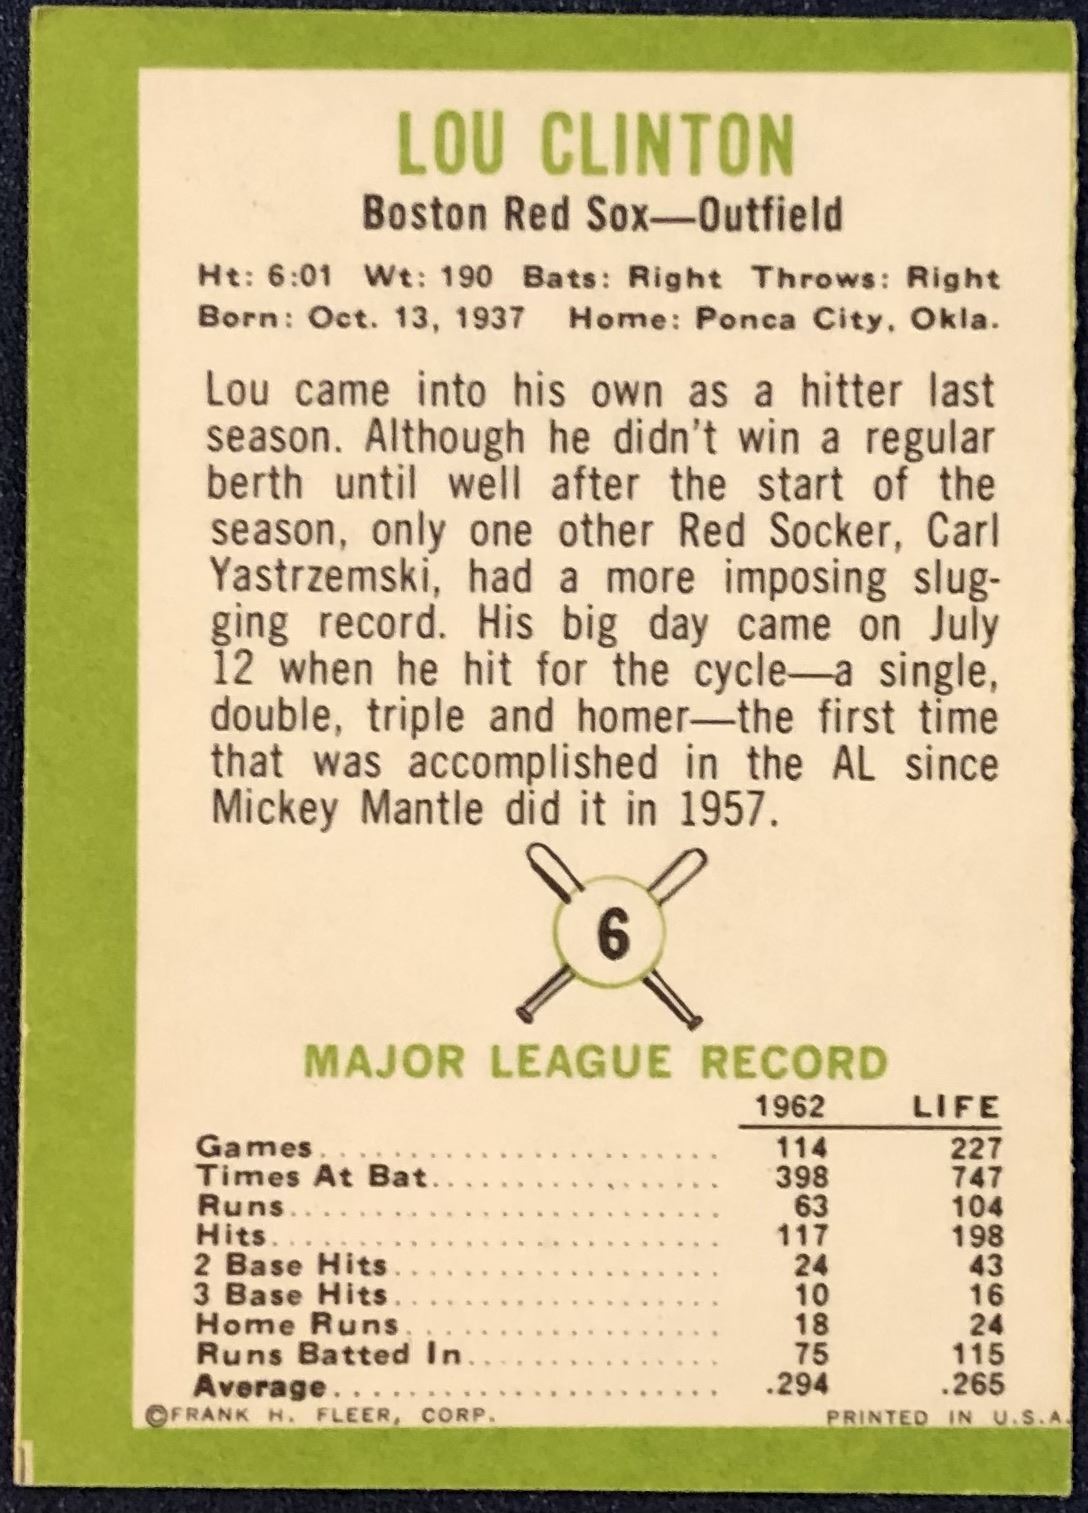 LOU CLINTON
Boston Red Sox—Outfield
Ht: 6:01 Wt: 190 Bats: Right Throws: Right
Born: Oct. 13, 1937 Home: Ponca City, Okla.
Lou came into his own as a hitter last
season. Although he didn't win a regular
berth until well after the start of the
season, only one other Red Socker, Carl
Yastrzemski, had a more imposing slug-
ging record. His big day came on July
12 when he hit for the cycle—a single,
double, triple and homer—the first time
that was accomplished in the AL since
Mickey Mantle did it in 1957.
6
MAJOR LEAGUE RECORD
1962 LIFE
Games 114 227
Times At Bat 398 747
Runs 63 104
Hits 117 198
2 Base Hits 24 43
3 Base Hits 10 16
Home Runs 18 24
Runs Batted In 75 115
Average .294 .265
©FRANK H. FLEER, CORP. PRINTED IN U.S.A.